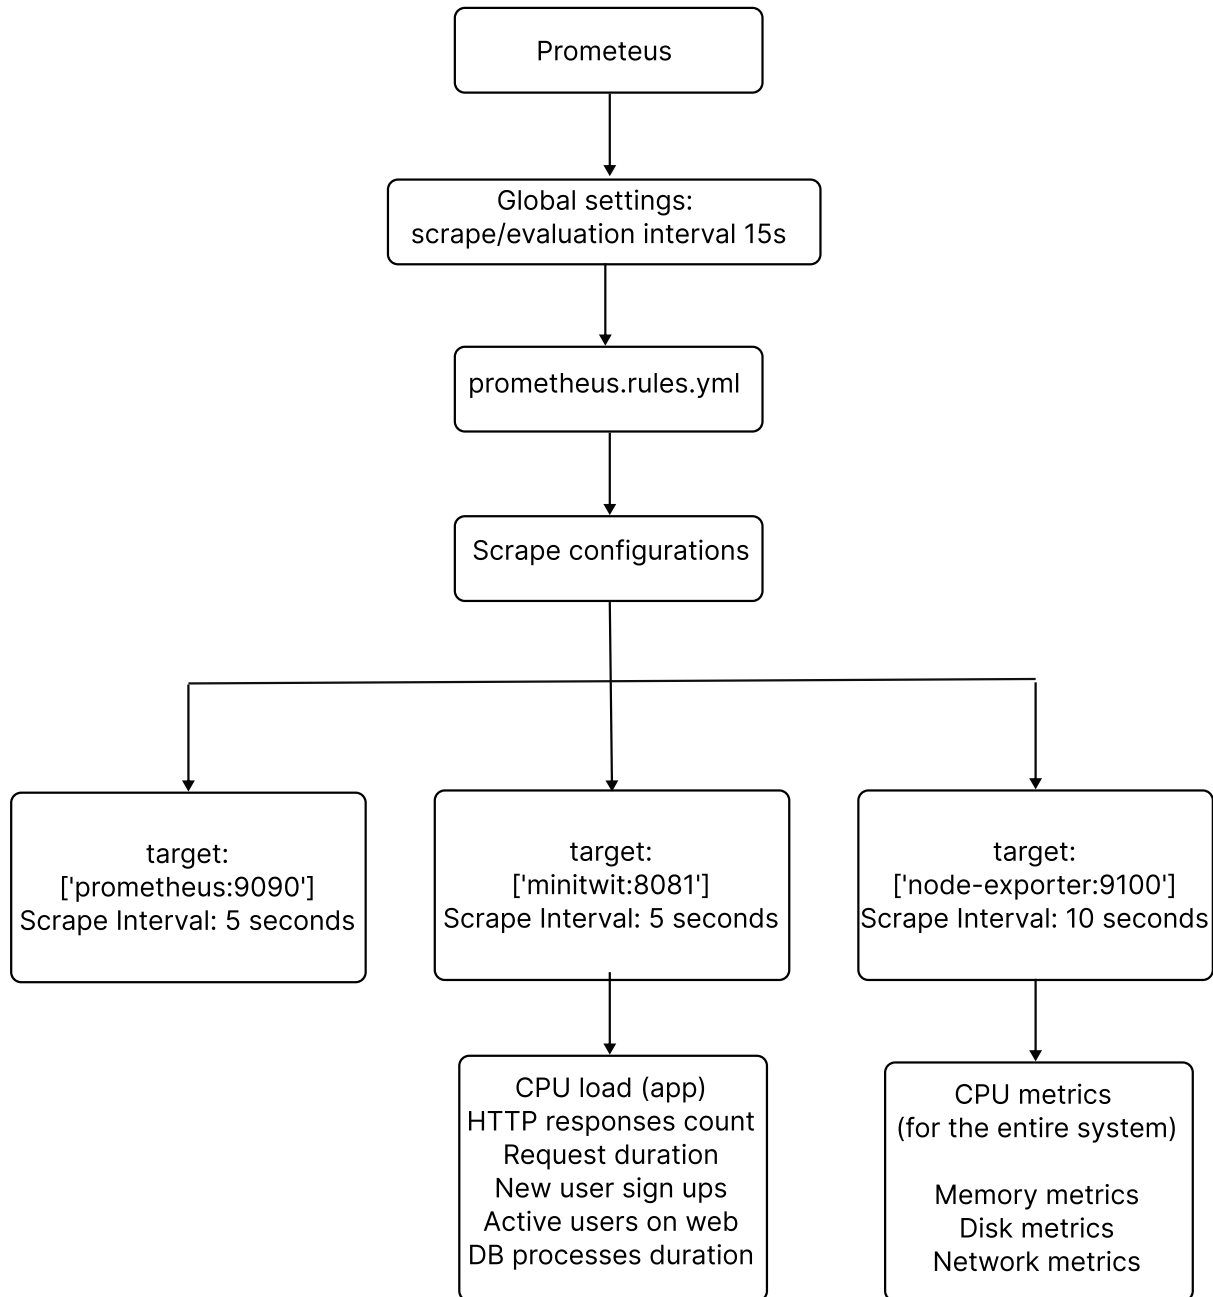 Prometeus
Global settings:
scrape/evaluation interval 15s
prometheus.rules.yml
Scrape configurations
target:
['prometheus:9090']
Scrape Interval: 5 seconds
target:
['minitwit:8081']
Scrape Interval: 5 seconds
target:
['node-exporter:9100']
Scrape Interval: 10 seconds
CPU load (app)
HTTP responses count
Request duration
New user sign ups
Active users on web
DB processes duration
CPU metrics
(for the entire system)
Memory metrics
Disk metrics
Network metrics